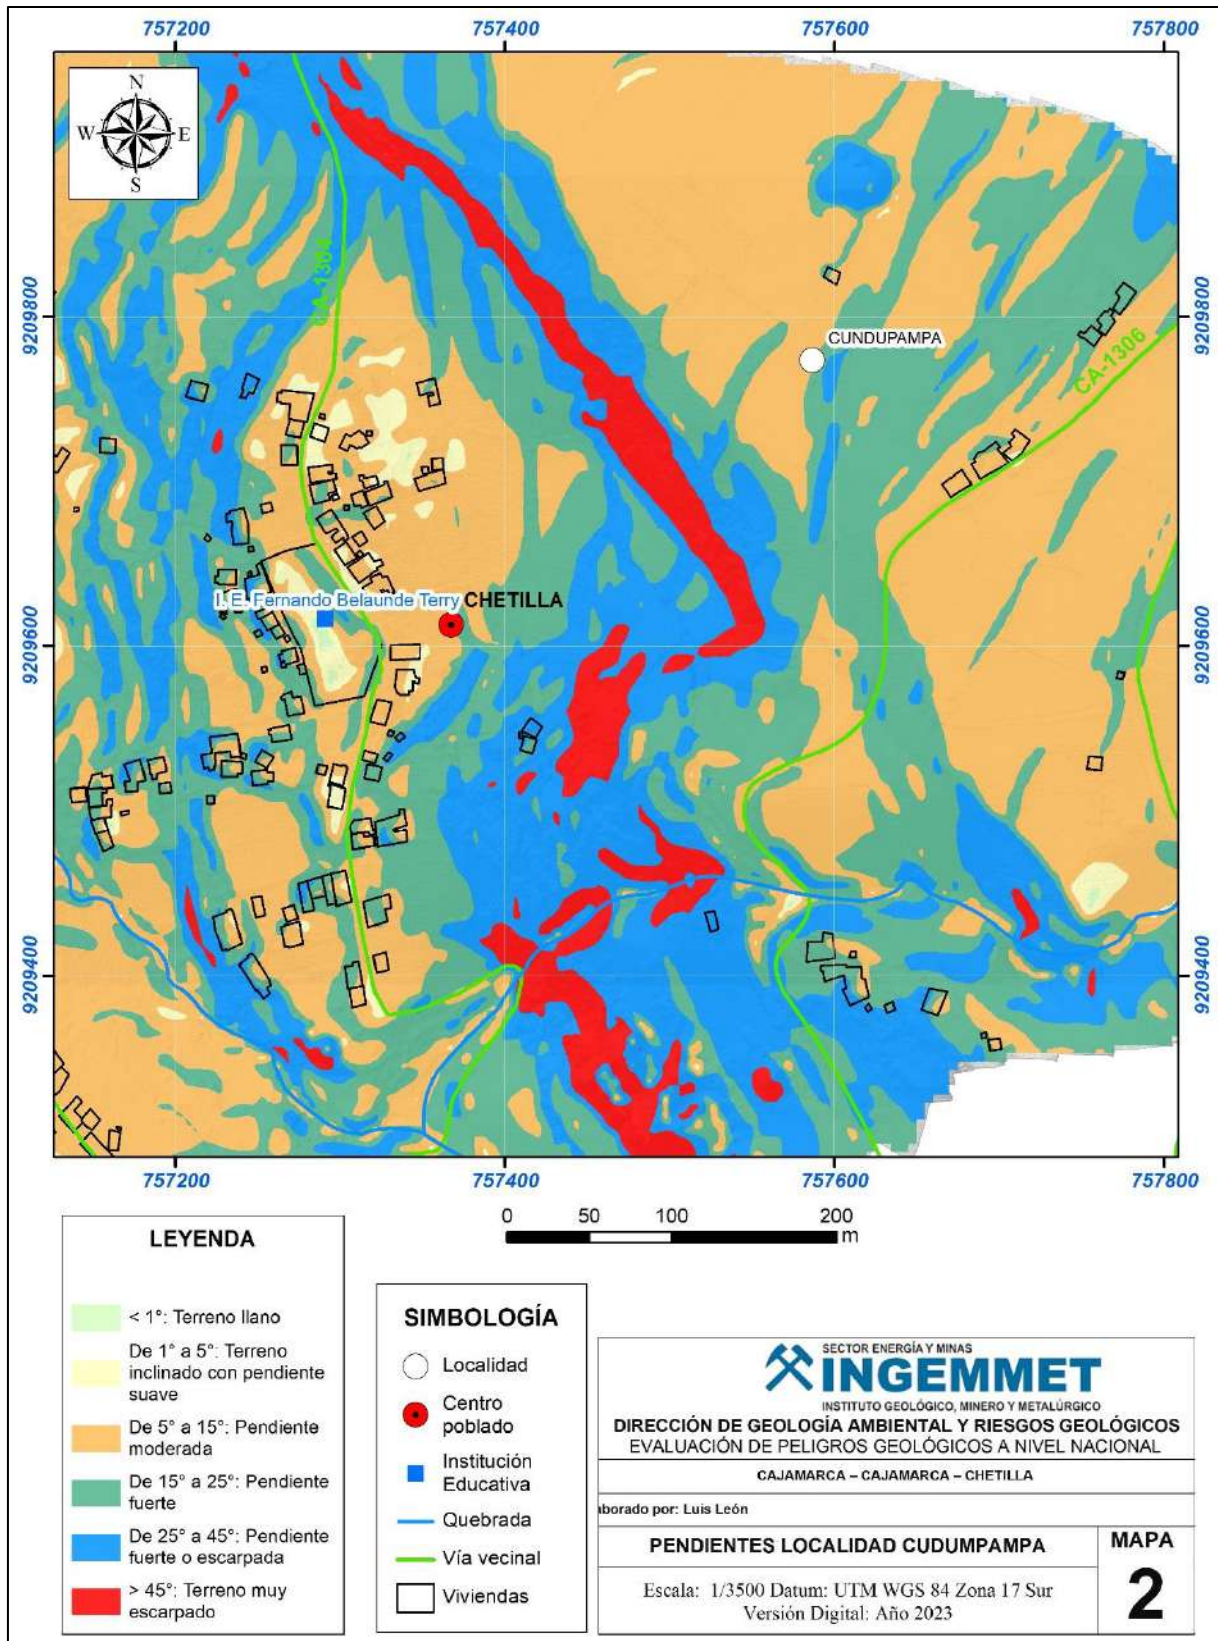 757200 757400 757600 757800
N
W E
S
9209800
9209800
CA-1304
CUNDUPAMPA
CA-1306
I. E. Fernando Belaunde Terry
CHETILLA
9209600
9209600
9209400
9209400
757200 757400 757600 757800
0 50 100 200
m
LEYENDA
< 1°: Terreno llano
De 1° a 5°: Terreno
inclinado con pendiente
suave
De 5° a 15°: Pendiente
moderada
De 15° a 25°: Pendiente
fuerte
De 25° a 45°: Pendiente
fuerte o escarpada
> 45°: Terreno muy
escarpado
SIMBOLOGÍA
Localidad
Centro
poblado
Institución
Educativa
Quebrada
Vía vecinal
Viviendas
SECTOR ENERGÍA Y MINAS
INGEMMET
INSTITUTO GEOLÓGICO, MINERO Y METALÚRGICO
DIRECCIÓN DE GEOLOGÍA AMBIENTAL Y RIESGOS GEOLÓGICOS
EVALUACIÓN DE PELIGROS GEOLÓGICOS A NIVEL NACIONAL
CAJAMARCA – CAJAMARCA – CHETILLA
aborado por: Luis León
PENDIENTES LOCALIDAD CUDUMPAMPA
Escala: 1/3500 Datum: UTM WGS 84 Zona 17 Sur
Versión Digital: Año 2023
MAPA
2